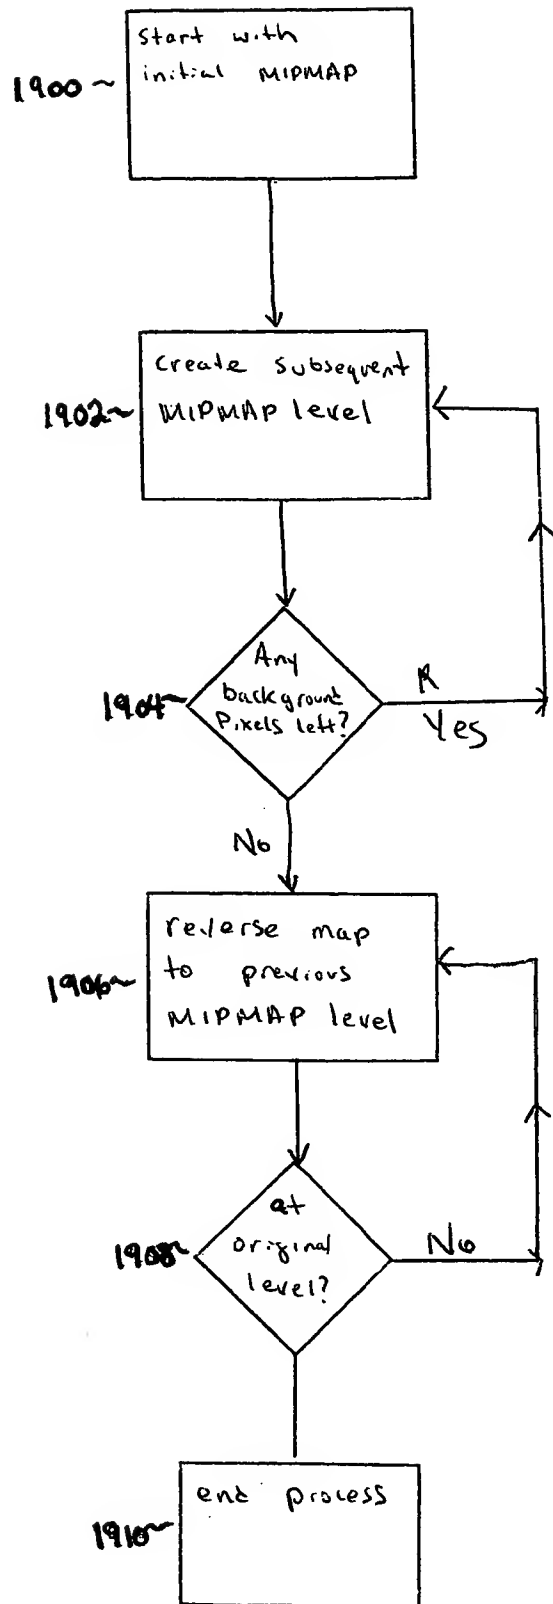 start with
initial MIPMAP
1900~
create subsequent
MIPMAP level
1902~
Any
background
Pixels left?
1904~
Yes
No
reverse map
to previous
MIPMAP level
1906~
at
original
level?
1908~
No
end process
1910~